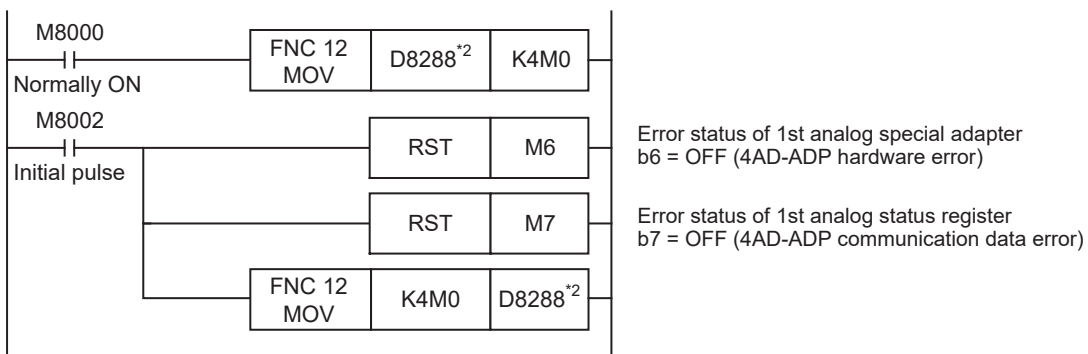 M8000
FNC 12 MOV D8288*2 K4M0
Normally ON
M8002
Initial pulse
RST M6
Error status of 1st analog special adapter
b6 = OFF (4AD-ADP hardware error)
RST M7
Error status of 1st analog status register
b7 = OFF (4AD-ADP communication data error)
FNC 12 MOV K4M0 D8288*2